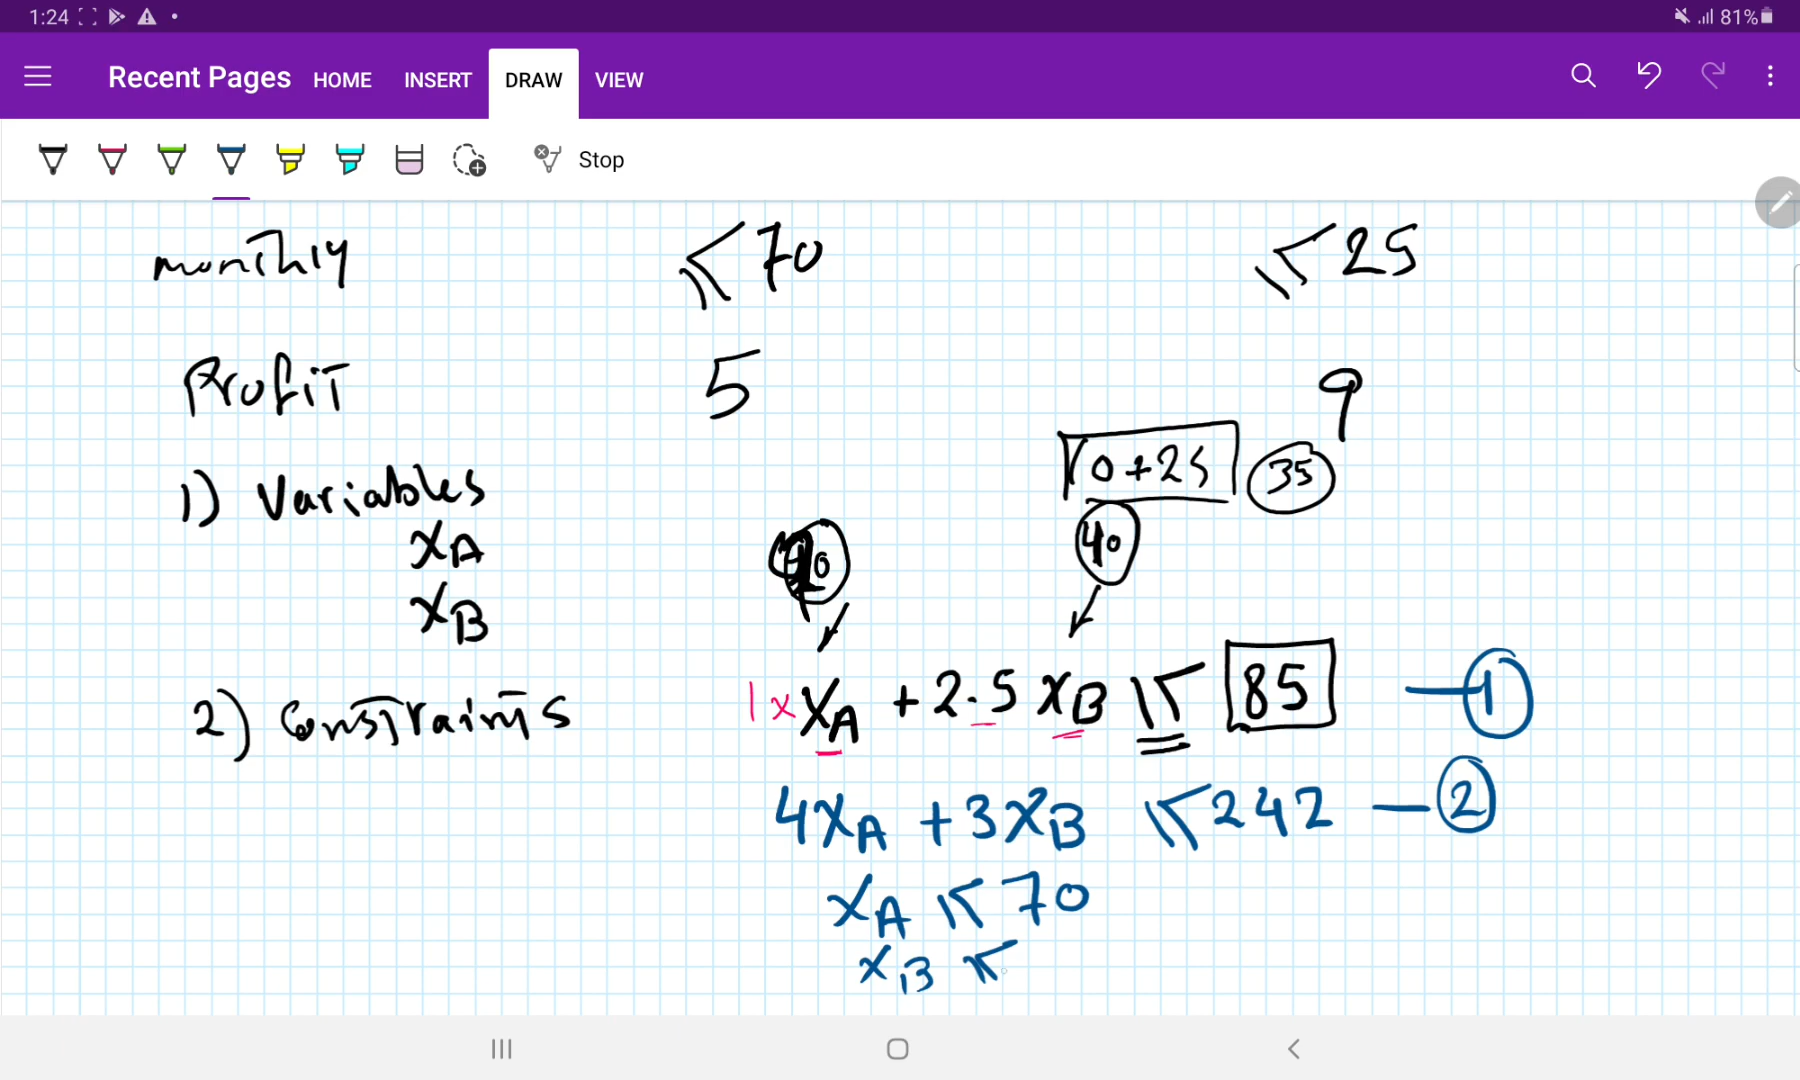 1:24 81%
Recent Pages HOME INSERT DRAW VIEW
Stop
monthly ≤ 70 ≤ 25
Profit 5 9
10+25 35
1) Variables
xA 40
xB
2) Constraints 1x xA + 2.5 xB ≤ 85 — 1
4xA + 3xB ≤ 242 — 2
xA ≤ 70
xB ≤